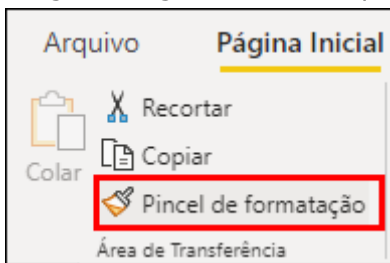 Arquivo Página Inicial
Recortar
Copiar
Colar
Pincel de formatação
Área de Transferência